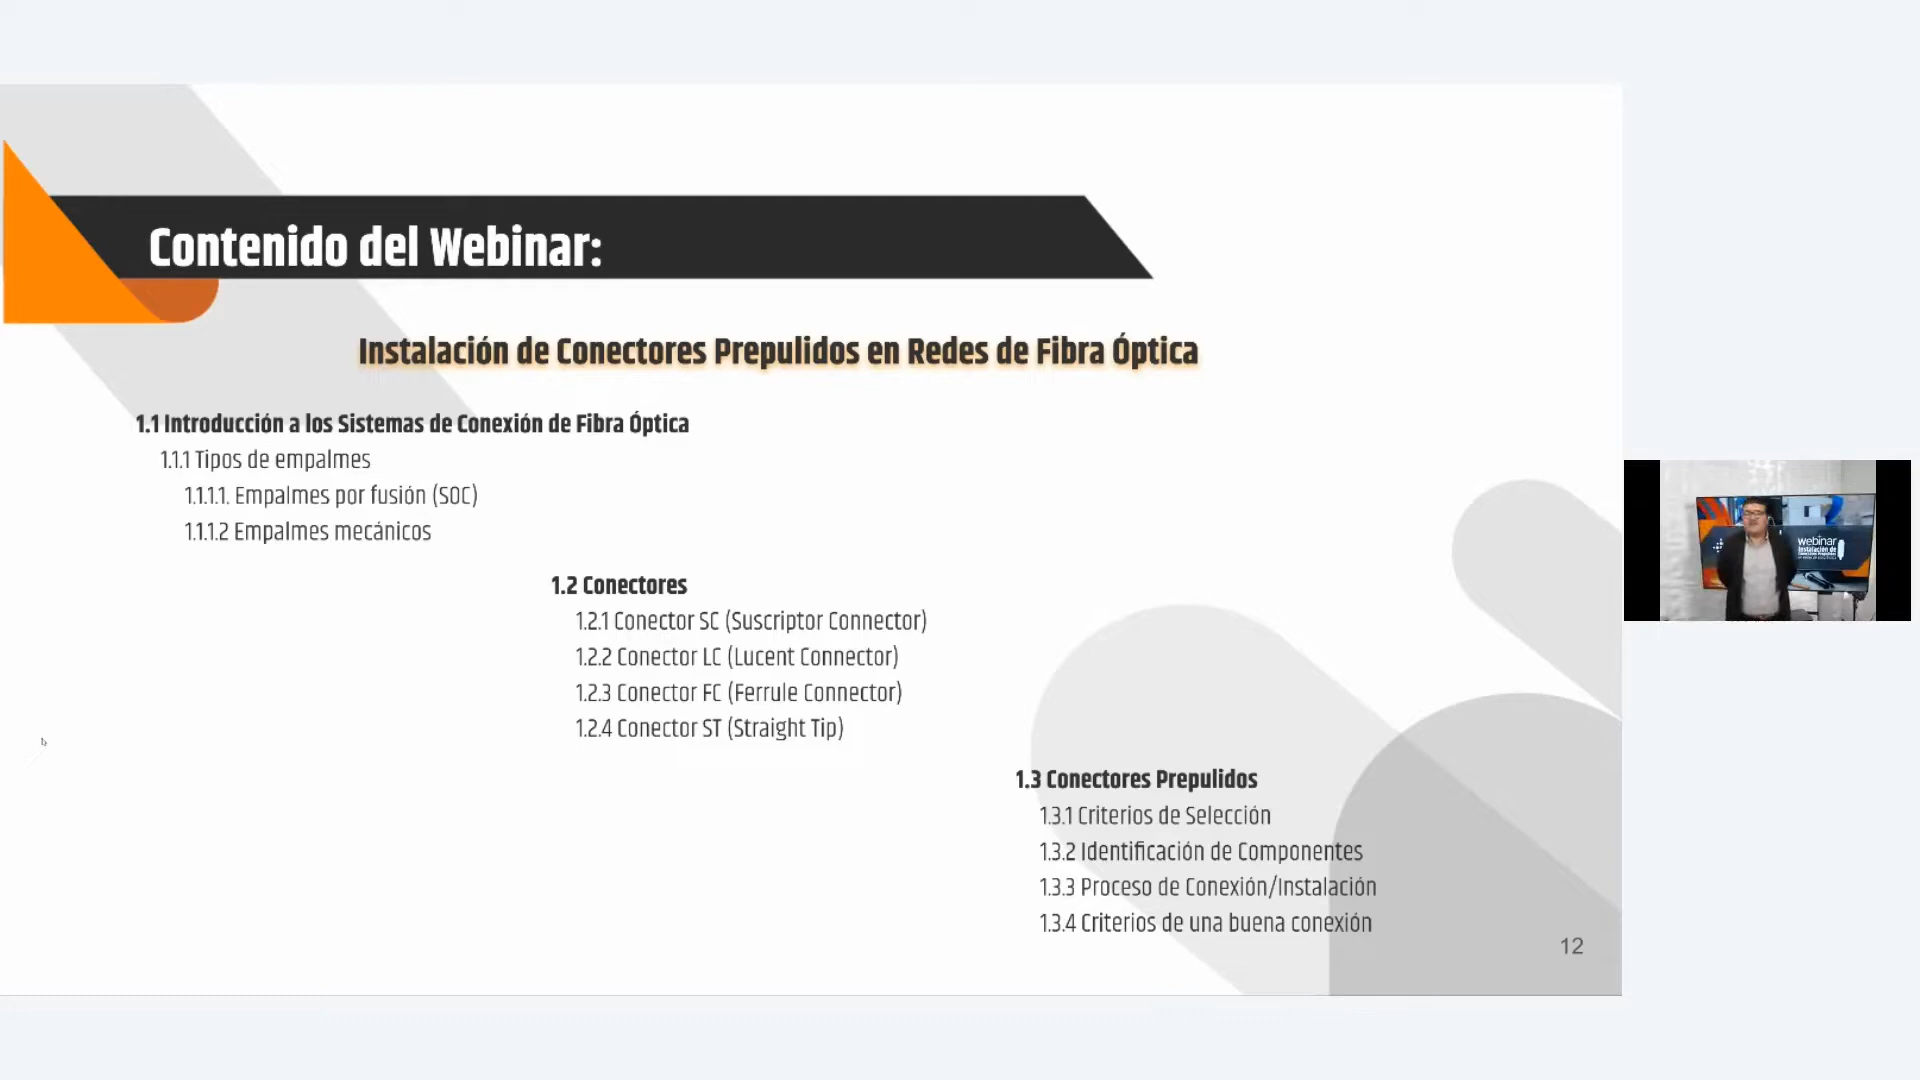 Contenido del Webinar:
Instalación de Conectores Prepulidos en Redes de Fibra Óptica
1.1 Introducción a los Sistemas de Conexión de Fibra Óptica
1.1.1 Tipos de empalmes
1.1.1.1. Empalmes por fusión (SOC)
1.1.1.2 Empalmes mecánicos
1.2 Conectores
1.2.1 Conector SC (Suscriptor Connector)
1.2.2 Conector LC (Lucent Connector)
1.2.3 Conector FC (Ferrule Connector)
1.2.4 Conector ST (Straight Tip)
1.3 Conectores Prepulidos
1.3.1 Criterios de Selección
1.3.2 Identificación de Componentes
1.3.3 Proceso de Conexión/Instalación
1.3.4 Criterios de una buena conexión
12
webinar
Instalación de